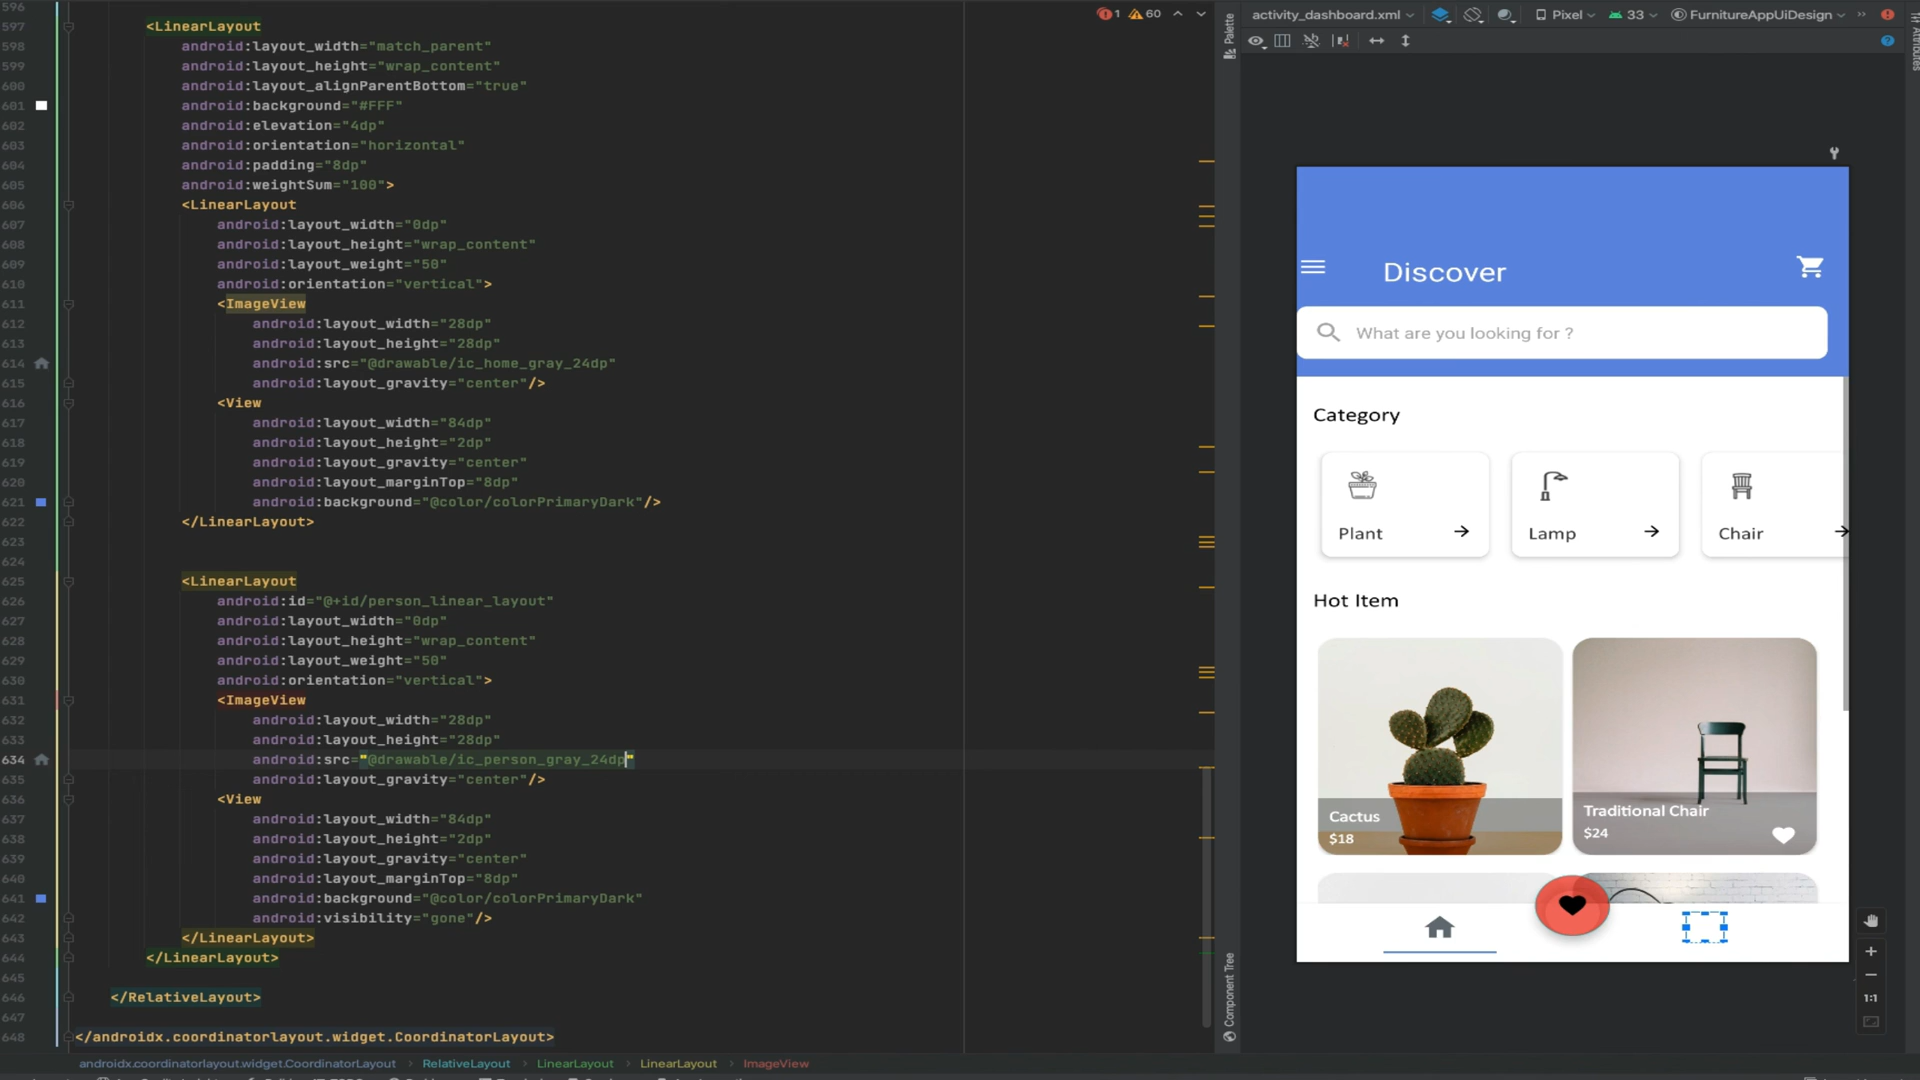 596
597 <LinearLayout
598 android:layout_width="match_parent"
599 android:layout_height="wrap_content"
600 android:layout_alignParentBottom="true"
601 android:background="#FFF"
602 android:elevation="4dp"
603 android:orientation="horizontal"
604 android:padding="8dp"
605 android:weightSum="100">
606 <LinearLayout
607 android:layout_width="0dp"
608 android:layout_height="wrap_content"
609 android:layout_weight="50"
610 android:orientation="vertical">
611 <ImageView
612 android:layout_width="28dp"
613 android:layout_height="28dp"
614 android:src="@drawable/ic_home_gray_24dp"
615 android:layout_gravity="center"/>
616 <View
617 android:layout_width="84dp"
618 android:layout_height="2dp"
619 android:layout_gravity="center"
620 android:layout_marginTop="8dp"
621 android:background="@color/colorPrimaryDark"/>
622 </LinearLayout>
623
624
625 <LinearLayout
626 android:id="@+id/person_linear_layout"
627 android:layout_width="0dp"
628 android:layout_height="wrap_content"
629 android:layout_weight="50"
630 android:orientation="vertical">
631 <ImageView
632 android:layout_width="28dp"
633 android:layout_height="28dp"
634 android:src="@drawable/ic_person_gray_24dp"
635 android:layout_gravity="center"/>
636 <View
637 android:layout_width="84dp"
638 android:layout_height="2dp"
639 android:layout_gravity="center"
640 android:layout_marginTop="8dp"
641 android:background="@color/colorPrimaryDark"
642 android:visibility="gone"/>
643 </LinearLayout>
644 </LinearLayout>
645
646 </RelativeLayout>
647
648 </androidx.coordinatorlayout.widget.CoordinatorLayout>
androidx.coordinatorlayout.widget.CoordinatorLayout > RelativeLayout > LinearLayout > LinearLayout > ImageView
1 60
Palette
Component Tree
activity_dashboard.xml Pixel 33 FurnitureAppUiDesign
Attributes
Discover
What are you looking for ?
Category
Plant Lamp Chair
Hot Item
Cactus
$18
Traditional Chair
$24
1:1